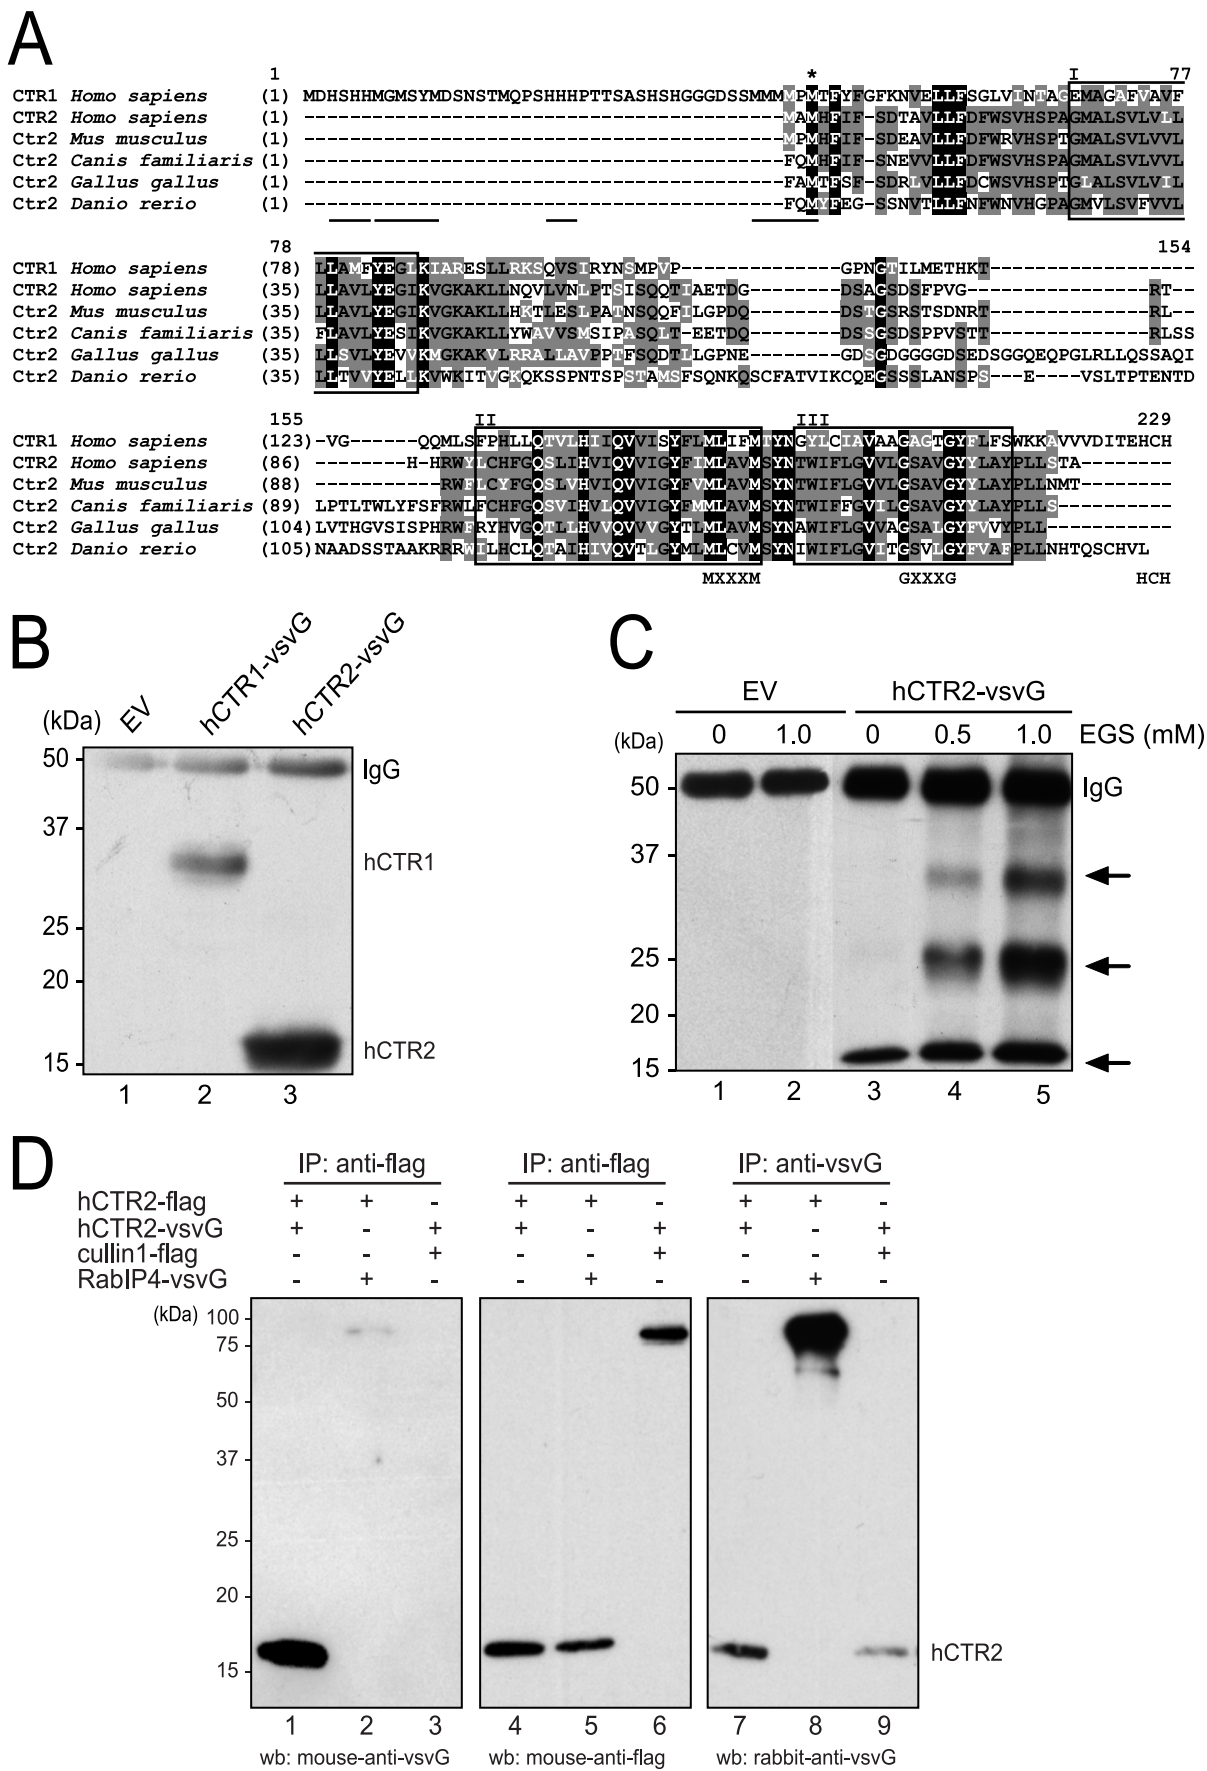 A
*
1 I 77
CTR1 Homo sapiens (1) MDHSHHMGMSYMDSNSTMQPSHHHPTTSASHSHGGGDSSMMMMPMTFYFGFKNVELLFSGLVINTAGEMAGAFVAVF
CTR2 Homo sapiens (1) -----------------------------------------MAMHFIF-SDTAVLLFDFWSVHSPAGMALSVLVLL
Ctr2 Mus musculus (1) -----------------------------------------MPMHFIF-SDEAVLLFDFWRVHSPTGMALSVLVVL
Ctr2 Canis familiaris (1) -----------------------------------------FQMHFIF-SNEVVLLFDFWSVHSPAGMALSVLVVL
Ctr2 Gallus gallus (1) -----------------------------------------FAMTFSF-SDRLVLLFDCWSVHSPTGLALSVLVIL
Ctr2 Danio rerio (1) -----------------------------------------FQMYFEG-SSNVTLLFNFWNVHGPAGMVLSVFVVL
78 154
CTR1 Homo sapiens (78) LLAMFYEGLKIARESLLRKSQVSIRYNSMPVP--------------GPNGTILMETHKT------------------
CTR2 Homo sapiens (35) LLAVLYEGIKVGKAKLLNQVLVNLPTSISQQTIAETDG--------DSAGSDSFPVG----------------RT--
Ctr2 Mus musculus (35) LLAVLYEGIKVGKAKLLHKTLESLPATNSQQFILGPDQ--------DSTGSRSTSDNRT--------------RL--
Ctr2 Canis familiaris (35) FLAVLYESIKVGKAKLLYWAVVSMSIPASQLT-EETDQ--------DSSGSDSPPVSTT--------------RLSS
Ctr2 Gallus gallus (35) LLSVLYEVVKMGKAKVLRRALLAVPPTFSQDTLLGPNE--------GDSGDGGGGDSEDSGGQEQPGLRLLQSSAQI
Ctr2 Danio rerio (35) LLTVVYELLKVWKITVGKQKSSPNTSPSTAMSFSQNKQSCFATVIKCQEGSSSLANSPS---E----VSLTPTENTD
155 II III 229
CTR1 Homo sapiens (123) -VG------QQMLSFPHLLQTVLHIIQVVISYFLMLIFMTYNGYLCIAVAAGAGTGYFLFSWKKAVVVDITEHCH
CTR2 Homo sapiens (86) --------H-HRWYLCHFGQSLIHVIQVVIGYFIMLAVMSYNTWIFLGVVLGSAVGYYLAYPLLSTA--------
Ctr2 Mus musculus (88) -----------RWFLCYFGQSLVHVIQVVIGYFVMLAVMSYNTWIFLGVVLGSAVGYYLAYPLLNMT--------
Ctr2 Canis familiaris (89) LPTLTWLYFSFRWLFCHFGQSVIHVLQVVIGYFMMLAVMSYNTWIFFGVILGSAVGYYLAYPLLS----------
Ctr2 Gallus gallus (104) LVTHGVSISPHRWFRYHVGQTLLHVVQVVVGYTLMLAVMSYNAWIFLGVVAGSALGYFVVYPLL-----------
Ctr2 Danio rerio (105) NAADSSTAAKRRRWILHCLQTAIHIVQVTLGYMLMLCVMSYNIWIFLGVITGSVLGYFVAFPLLNHTQSCHVL
MXXXM GXXXG HCH
B
(kDa) EV hCTR1-vsvG hCTR2-vsvG
50 IgG
37
hCTR1
25
20
hCTR2
15
1 2 3
C
EV hCTR2-vsvG
(kDa) 0 1.0 0 0.5 1.0 EGS (mM)
50 IgG
37
25
20
15
1 2 3 4 5
D
IP: anti-flag IP: anti-flag IP: anti-vsvG
hCTR2-flag + + - + + - + + -
hCTR2-vsvG + - + + - + + - +
cullin1-flag - - + - - + - - +
RabIP4-vsvG - + - - + - - + -
(kDa) 100
75
50
37
25
20
15 hCTR2
1 2 3 4 5 6 7 8 9
wb: mouse-anti-vsvG wb: mouse-anti-flag wb: rabbit-anti-vsvG